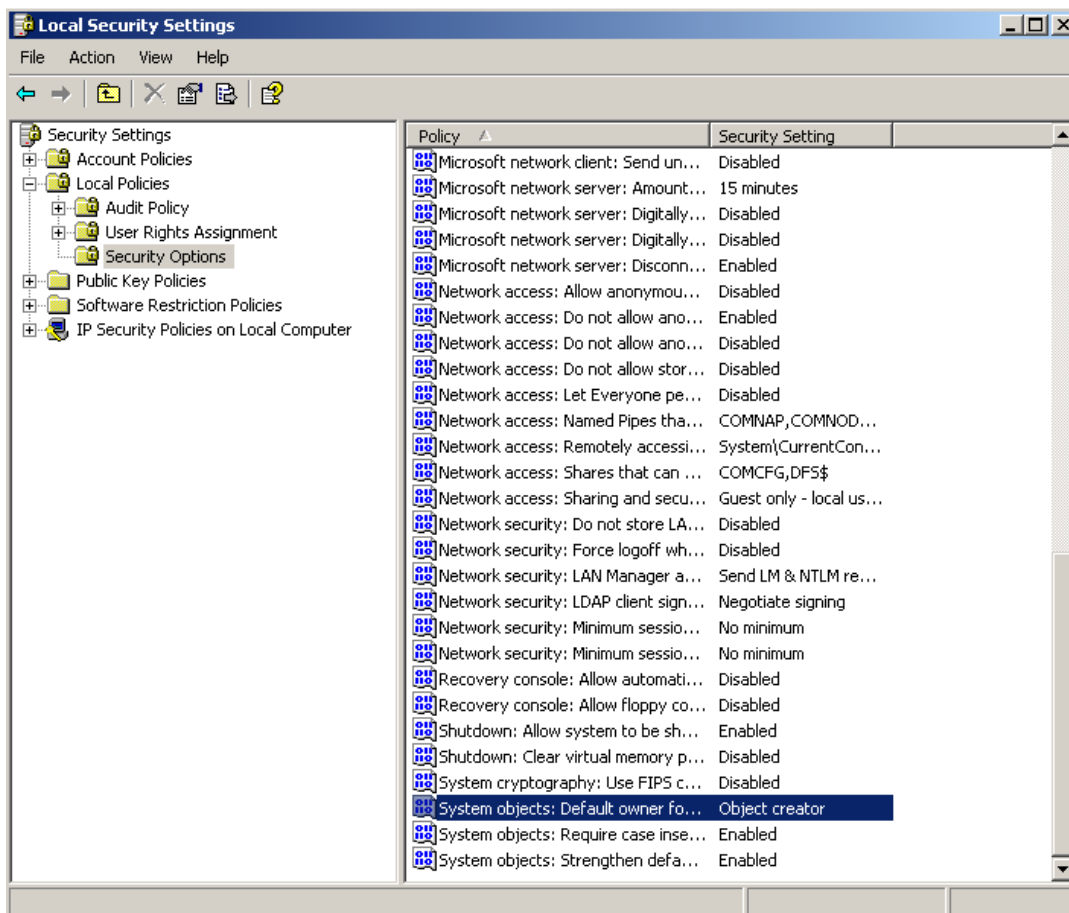 Local Security Settings
File Action View Help
Security Settings
Account Policies
Local Policies
Audit Policy
User Rights Assignment
Security Options
Public Key Policies
Software Restriction Policies
IP Security Policies on Local Computer
Policy Security Setting
Microsoft network client: Send un... Disabled
Microsoft network server: Amount... 15 minutes
Microsoft network server: Digitally... Disabled
Microsoft network server: Digitally... Disabled
Microsoft network server: Disconn... Enabled
Network access: Allow anonymou... Disabled
Network access: Do not allow ano... Enabled
Network access: Do not allow ano... Disabled
Network access: Do not allow stor... Disabled
Network access: Let Everyone pe... Disabled
Network access: Named Pipes tha... COMNAP,COMNOD...
Network access: Remotely accessi... System\CurrentCon...
Network access: Shares that can ... COMCFG,DFS$
Network access: Sharing and secu... Guest only - local us...
Network security: Do not store LA... Disabled
Network security: Force logoff wh... Disabled
Network security: LAN Manager a... Send LM & NTLM re...
Network security: LDAP client sign... Negotiate signing
Network security: Minimum sessio... No minimum
Network security: Minimum sessio... No minimum
Recovery console: Allow automati... Disabled
Recovery console: Allow floppy co... Disabled
Shutdown: Allow system to be sh... Enabled
Shutdown: Clear virtual memory p... Disabled
System cryptography: Use FIPS c... Disabled
System objects: Default owner fo... Object creator
System objects: Require case inse... Enabled
System objects: Strengthen defa... Enabled